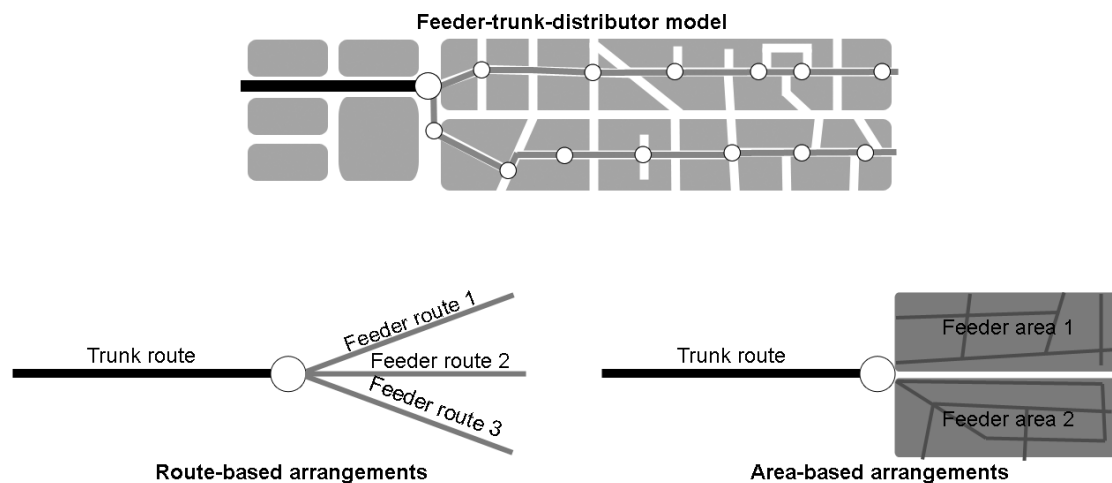 Feeder-trunk-distributor model
Trunk route
Feeder route 1
Feeder route 2
Feeder route 3
Route-based arrangements
Trunk route
Feeder area 1
Feeder area 2
Area-based arrangements